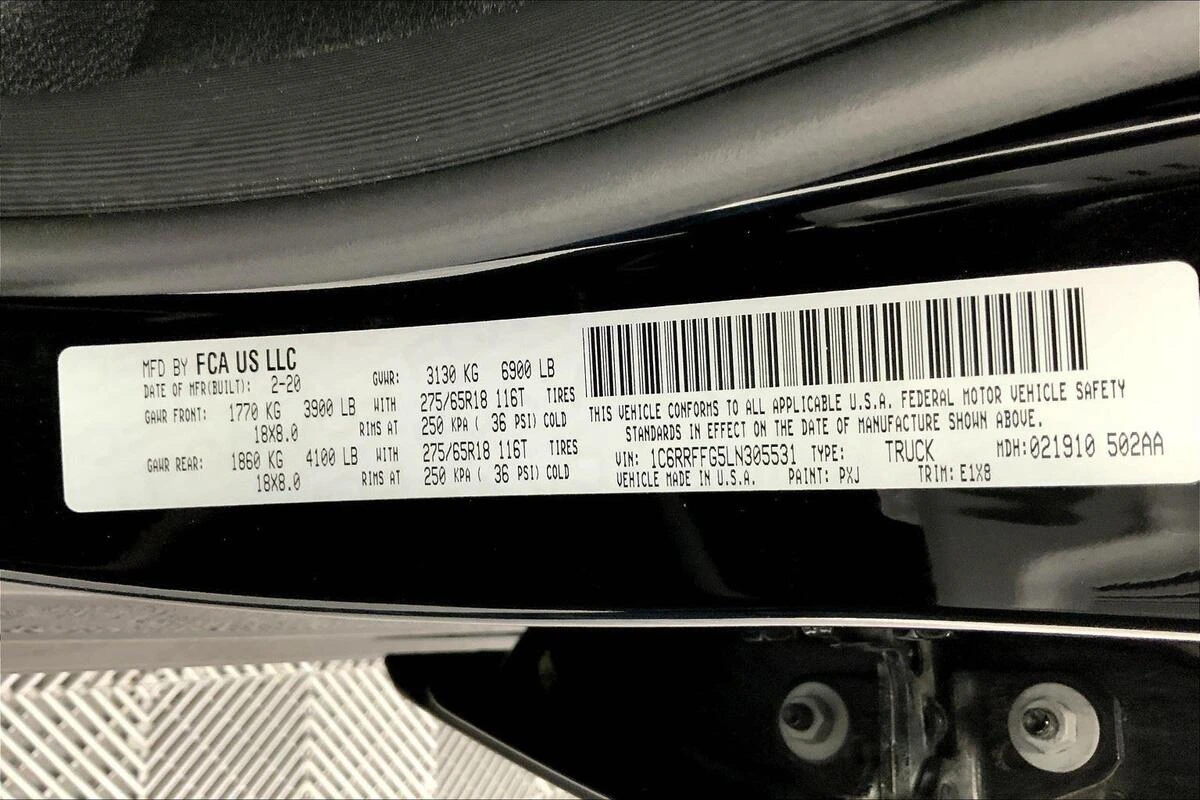 MFD BY FCA US LLC
DATE OF MFR(BUILT): 2-20 GVWR: 3130 KG 6900 LB
GAWR FRONT: 1770 KG 3900 LB WITH 275/65R18 116T TIRES
18X8.0 RIMS AT 250 KPA ( 36 PSI) COLD
GAWR REAR: 1860 KG 4100 LB WITH 275/65R18 116T TIRES
18X8.0 RIMS AT 250 KPA ( 36 PSI) COLD
THIS VEHICLE CONFORMS TO ALL APPLICABLE U.S.A. FEDERAL MOTOR VEHICLE SAFETY
STANDARDS IN EFFECT ON THE DATE OF MANUFACTURE SHOWN ABOVE.
VIN: 1C6RRFFG5LN305531 TYPE: TRUCK MDH:021910 502AA
VEHICLE MADE IN U.S.A. PAINT: PXJ TRIM: E1X8